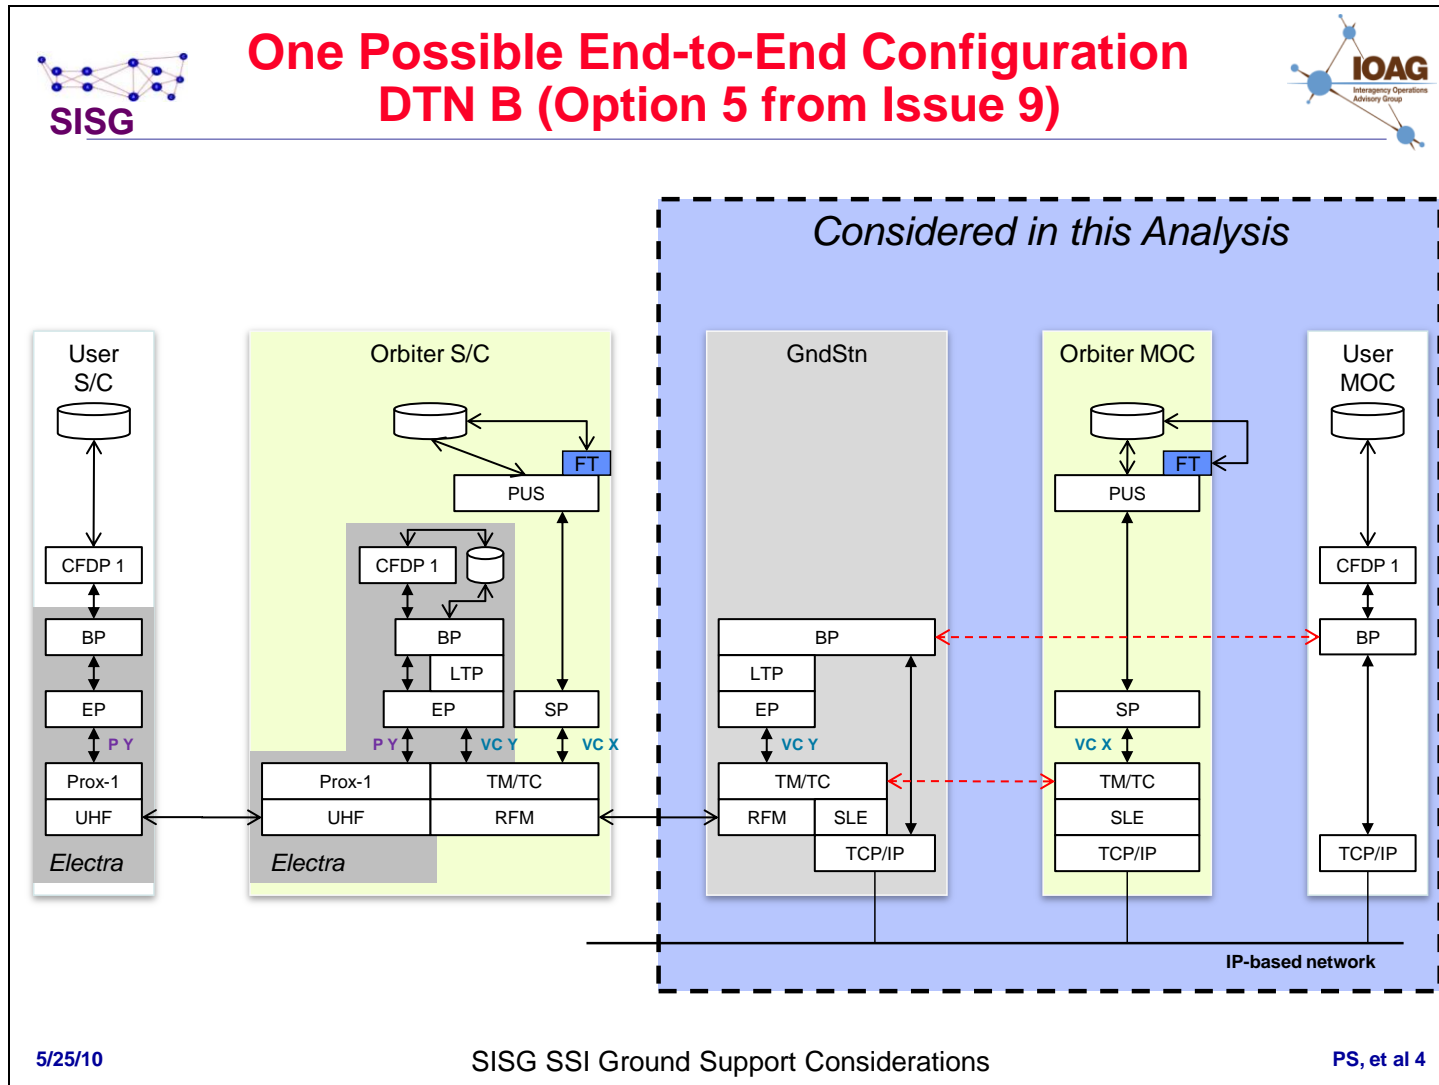 One Possible End-to-End Configuration
DTN B (Option 5 from Issue 9)
SISG
IOAG
Interagency Operations
Advisory Group
Considered in this Analysis
User
S/C
Orbiter S/C
GndStn
Orbiter MOC
User
MOC
FT
PUS
FT
PUS
CFDP 1
CFDP 1
CFDP 1
BP
BP
LTP
BP
LTP
BP
EP
EP
SP
EP
SP
P Y
P Y
VC Y
VC X
VC Y
VC X
Prox-1
Prox-1
TM/TC
TM/TC
TM/TC
UHF
UHF
RFM
RFM
SLE
SLE
Electra
Electra
TCP/IP
TCP/IP
TCP/IP
IP-based network
5/25/10
SISG SSI Ground Support Considerations
PS, et al 4